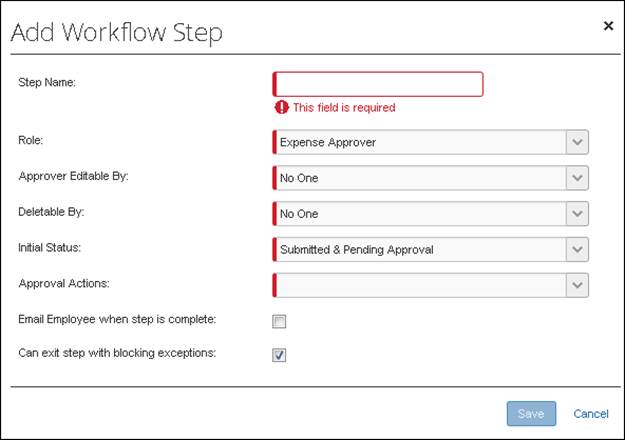 Add Workflow Step
Step Name:
This field is required
Role: Expense Approver
Approver Editable By: No One
Deletable By: No One
Initial Status: Submitted & Pending Approval
Approval Actions:
Email Employee when step is complete:
Can exit step with blocking exceptions:
Save Cancel